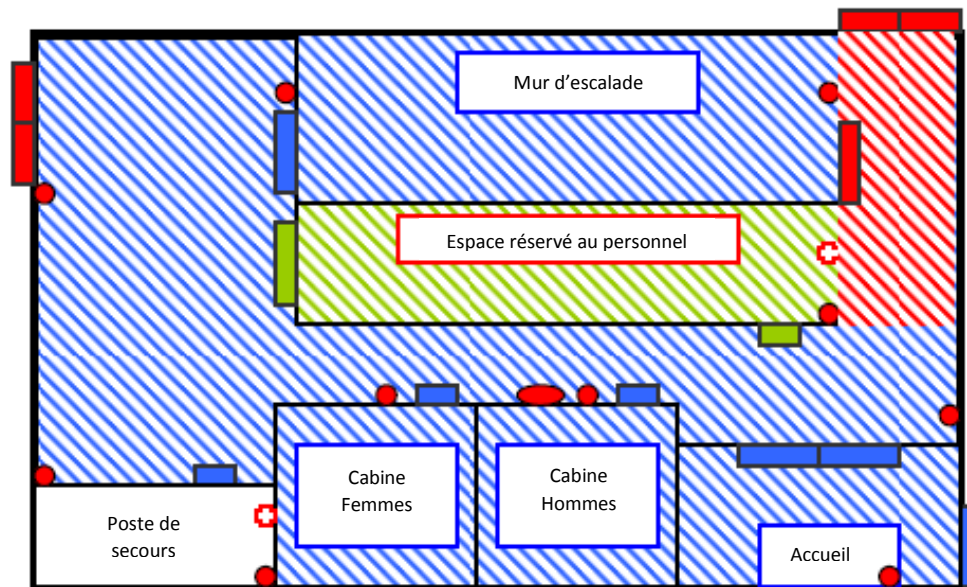 Mur d’escalade
Espace réservé au personnel
Cabine
Femmes
Cabine
Hommes
Poste de
secours
Accueil